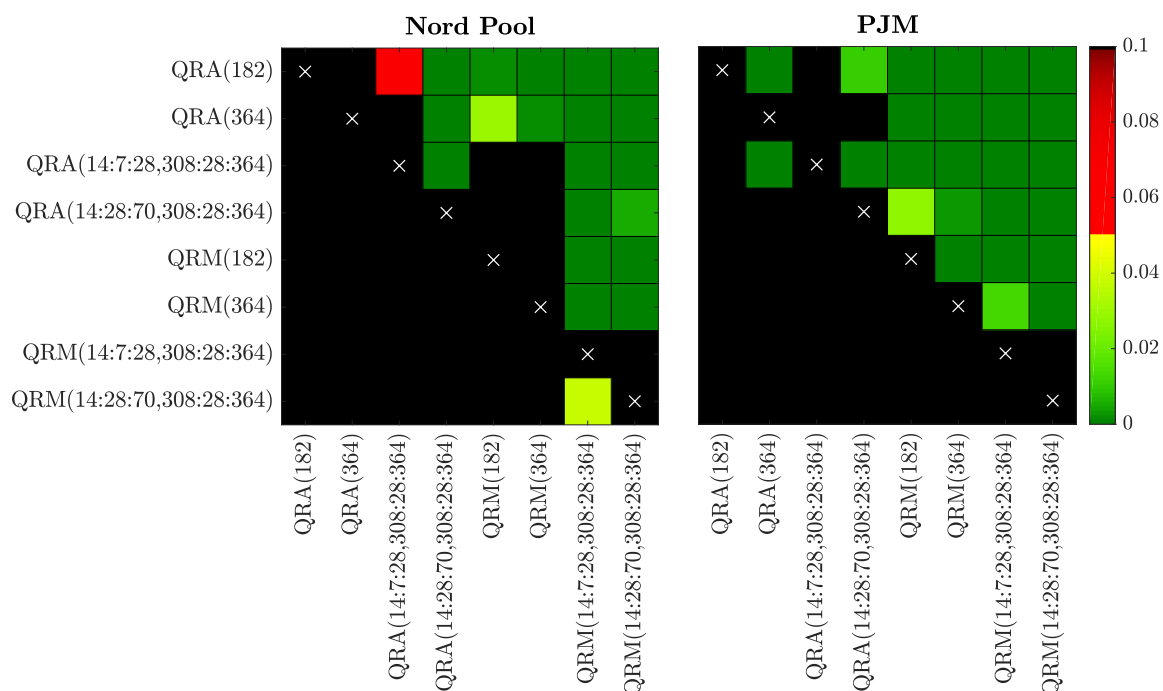 Nord Pool
PJM
QRA(182)
QRA(364)
QRA(14:7:28,308:28:364)
QRA(14:28:70,308:28:364)
QRM(182)
QRM(364)
QRM(14:7:28,308:28:364)
QRM(14:28:70,308:28:364)
0.1
0.08
0.06
0.04
0.02
0
QRA(182)
QRA(364)
QRA(14:7:28,308:28:364)
QRA(14:28:70,308:28:364)
QRM(182)
QRM(364)
QRM(14:7:28,308:28:364)
QRM(14:28:70,308:28:364)
QRA(182)
QRA(364)
QRA(14:7:28,308:28:364)
QRA(14:28:70,308:28:364)
QRM(182)
QRM(364)
QRM(14:7:28,308:28:364)
QRM(14:28:70,308:28:364)